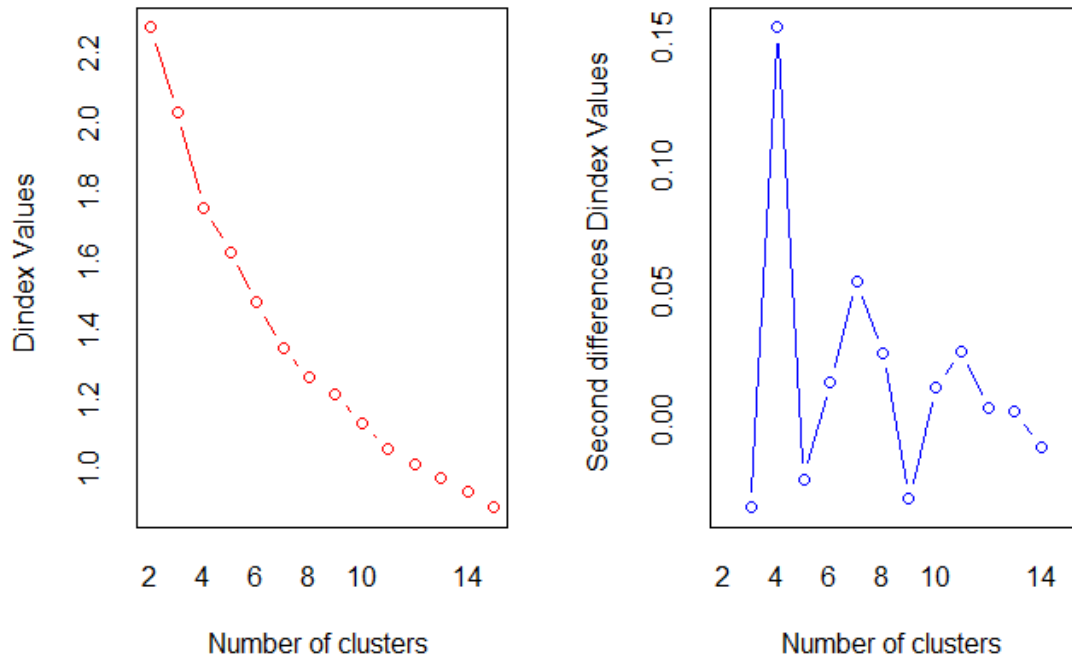 Dindex Values
2.2
2.0
1.8
1.6
1.4
1.2
1.0
2 4 6 8 10 14
Number of clusters
Second differences Dindex Values
0.15
0.10
0.05
0.00
2 4 6 8 10 14
Number of clusters